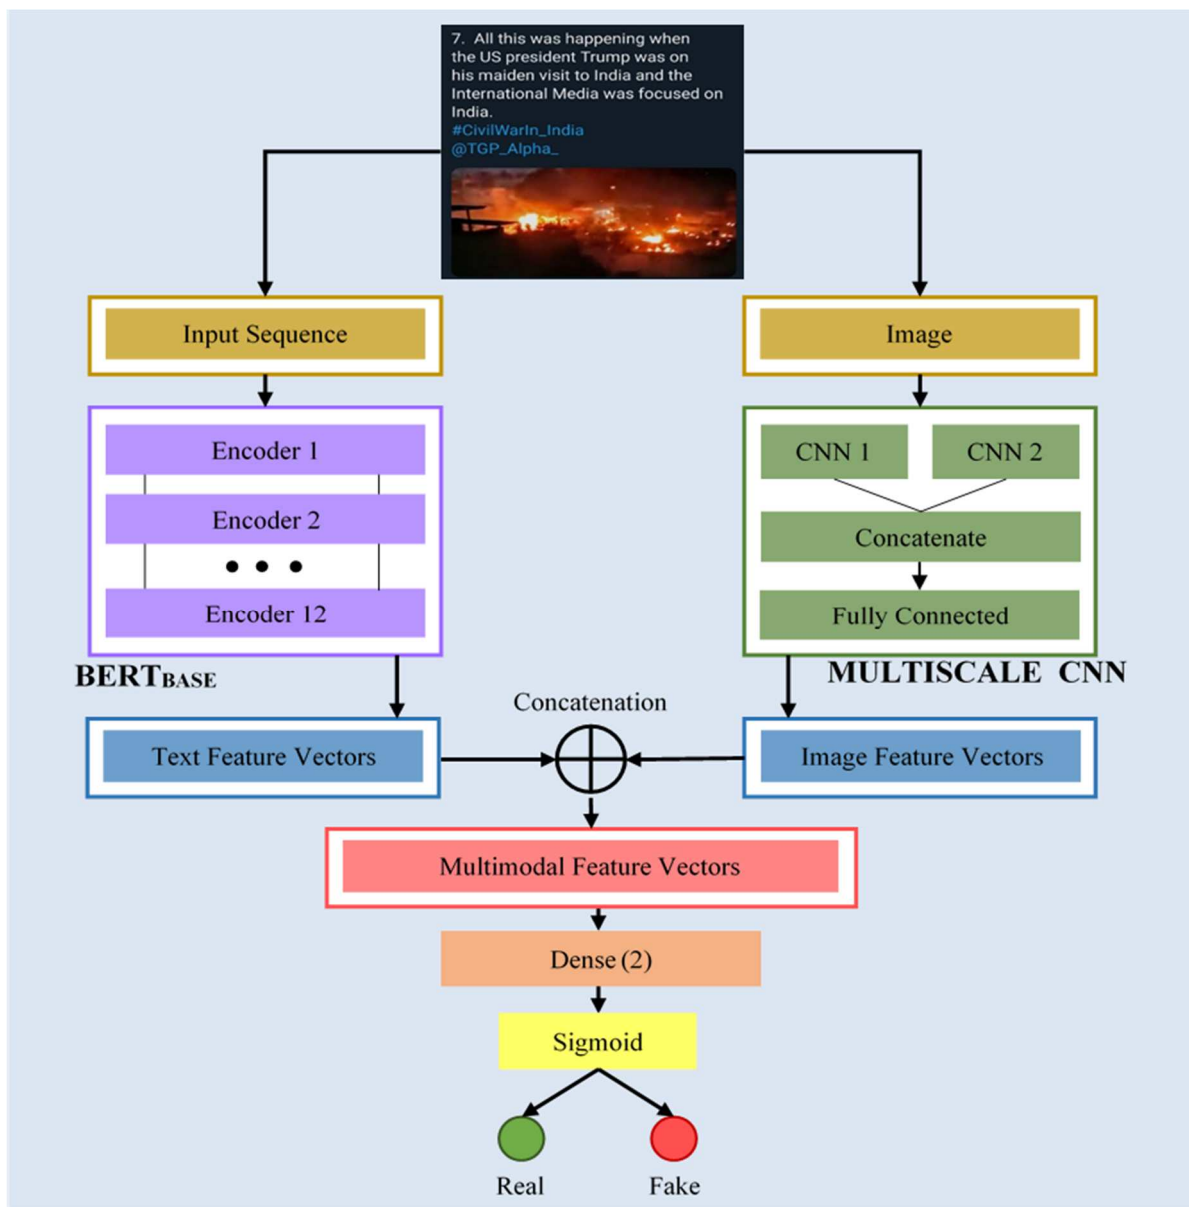 7. All this was happening when
the US president Trump was on
his maiden visit to India and the
International Media was focused on
India.
#CivilWarIn_India
@TGP_Alpha_
Input Sequence
Image
Encoder 1
Encoder 2
Encoder 12
BERTBASE
CNN 1
CNN 2
Concatenate
Fully Connected
MULTISCALE CNN
Concatenation
Text Feature Vectors
Image Feature Vectors
Multimodal Feature Vectors
Dense (2)
Sigmoid
Real
Fake